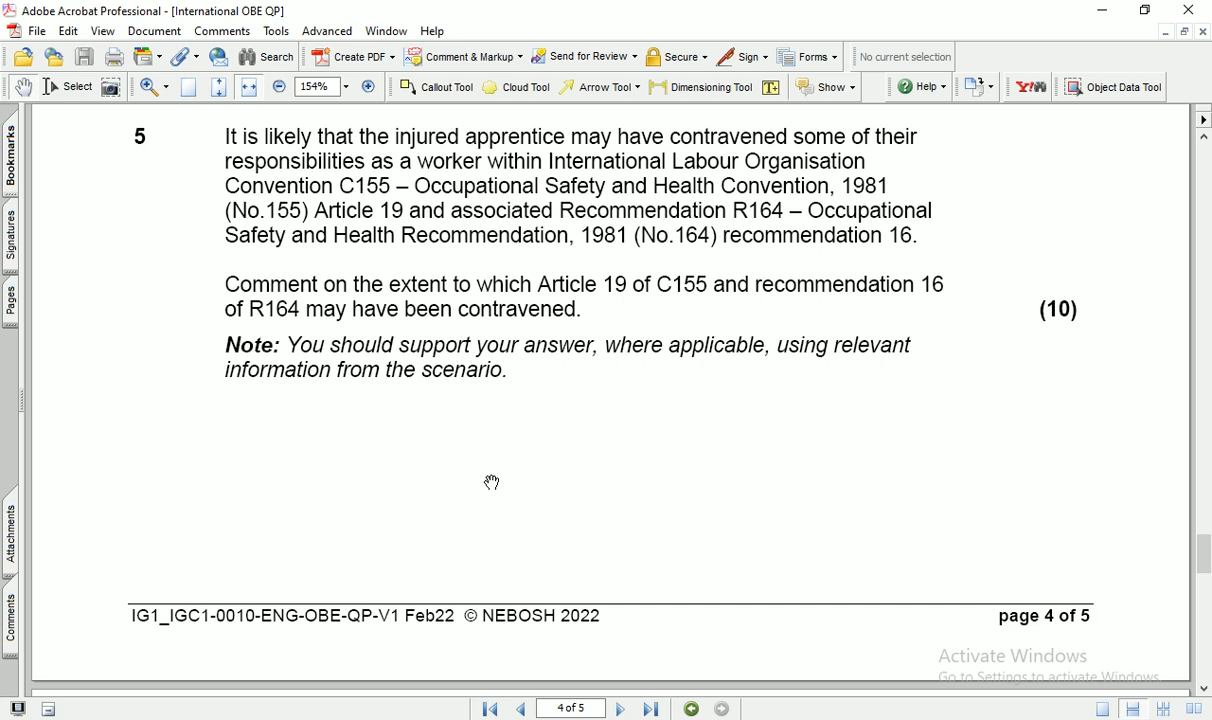 Adobe Acrobat Professional - [International OBE QP]
File Edit View Document Comments Tools Advanced Window Help
Search Create PDF Comment & Markup Send for Review Secure Sign Forms No current selection
Select 154% Callout Tool Cloud Tool Arrow Tool Dimensioning Tool T Show Help Y! Object Data Tool
Bookmarks
Signatures
Pages
Attachments
Comments
5 It is likely that the injured apprentice may have contravened some of their
responsibilities as a worker within International Labour Organisation
Convention C155 – Occupational Safety and Health Convention, 1981
(No.155) Article 19 and associated Recommendation R164 – Occupational
Safety and Health Recommendation, 1981 (No.164) recommendation 16.
Comment on the extent to which Article 19 of C155 and recommendation 16
of R164 may have been contravened. (10)
Note: You should support your answer, where applicable, using relevant
information from the scenario.
IG1_IGC1-0010-ENG-OBE-QP-V1 Feb22 © NEBOSH 2022 page 4 of 5
Activate Windows
Go to Settings to activate Windows.
4 of 5